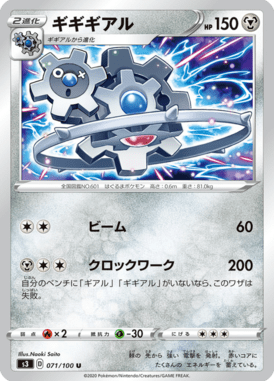 2進化 ギギギアル HP150
ギギアルから進化
全国図鑑NO.601 はぐるまポケモン 高さ:0.6m 重さ:81.0kg
ビーム 60
クロックワーク 200
自分のベンチに「ギアル」「ギギアル」がいないなら、このワザは
失敗。
弱点 ×2 抵抗力 -30 にげる
Illus.Naoki Saito
s3 D 071/100 U
©2020 Pokémon/Nintendo/Creatures/GAME FREAK.